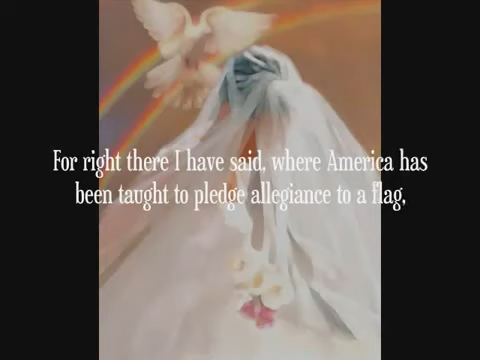 For right there I have said, where America has
been taught to pledge allegiance to a flag,